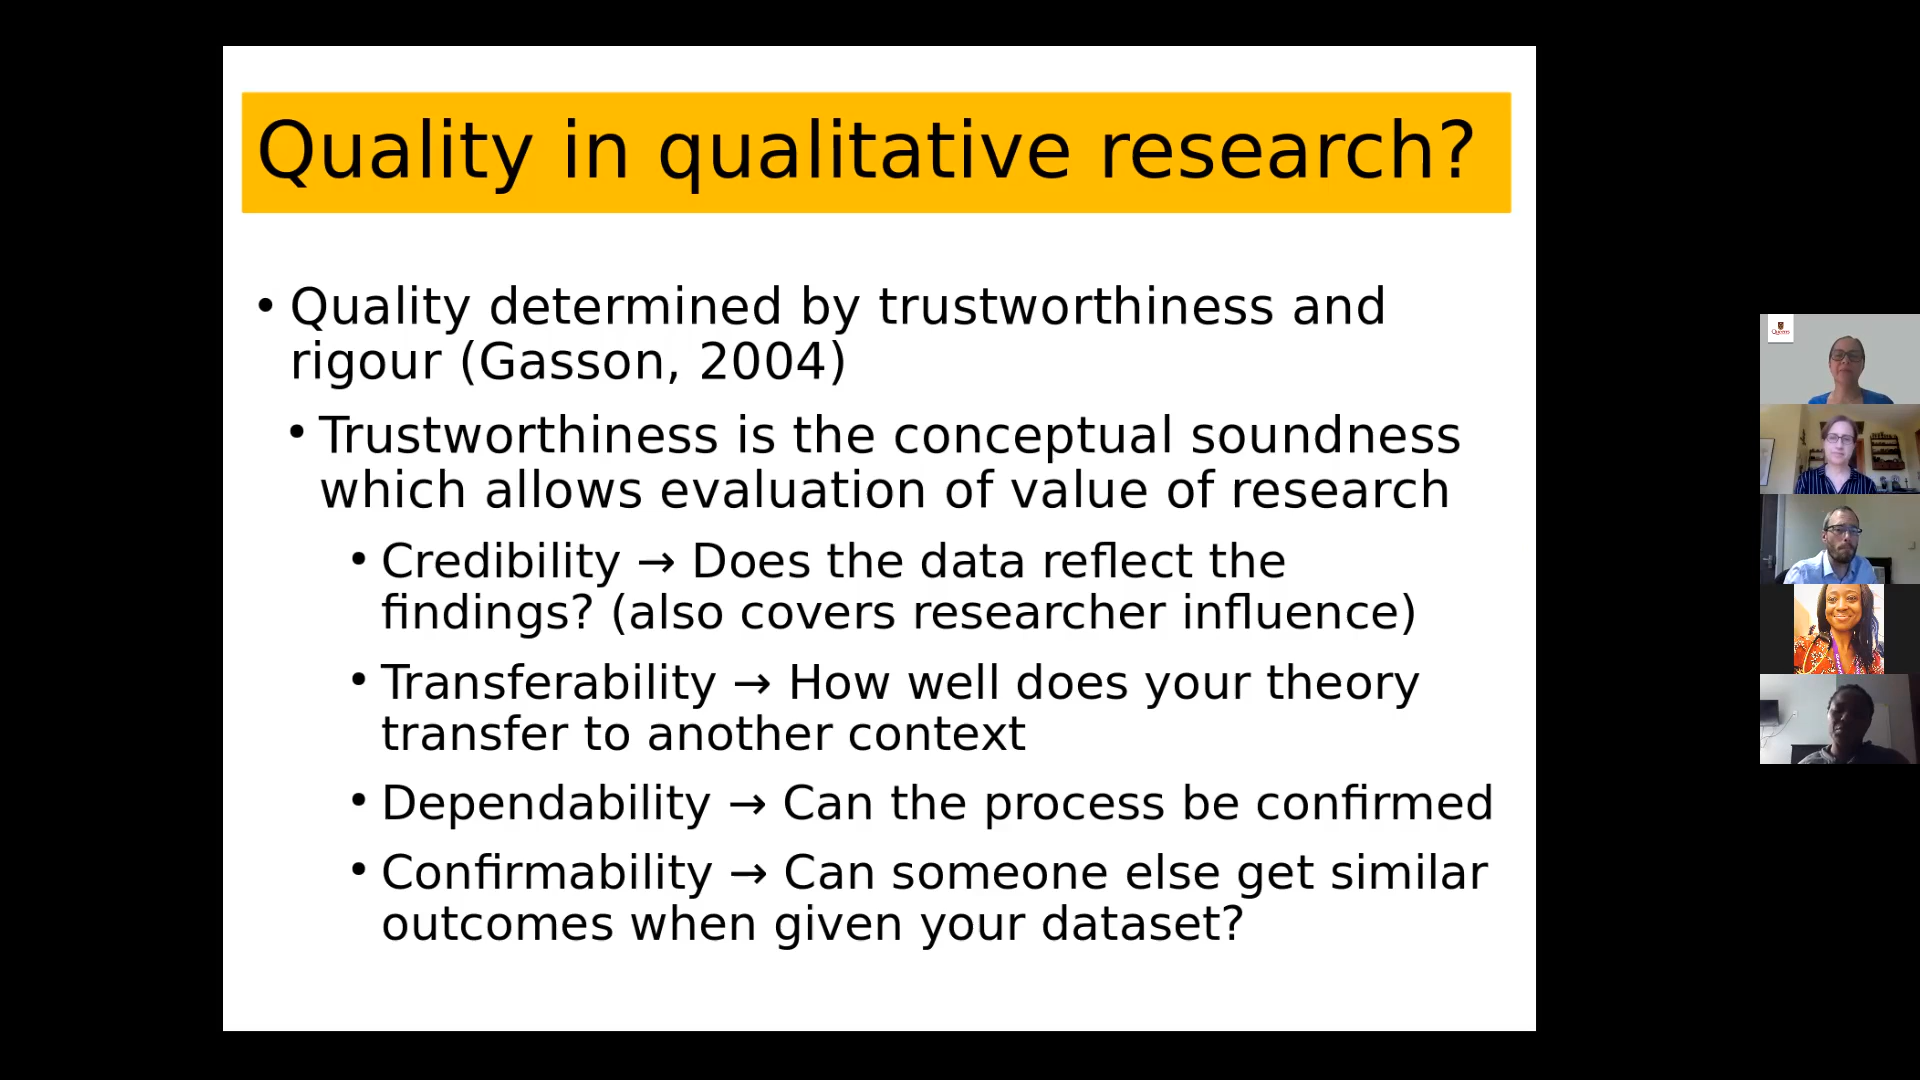 Quality in qualitative research?
• Quality determined by trustworthiness and
rigour (Gasson, 2004)
• Trustworthiness is the conceptual soundness
which allows evaluation of value of research
• Credibility → Does the data reflect the
findings? (also covers researcher influence)
• Transferability → How well does your theory
transfer to another context
• Dependability → Can the process be confirmed
• Confirmability → Can someone else get similar
outcomes when given your dataset?